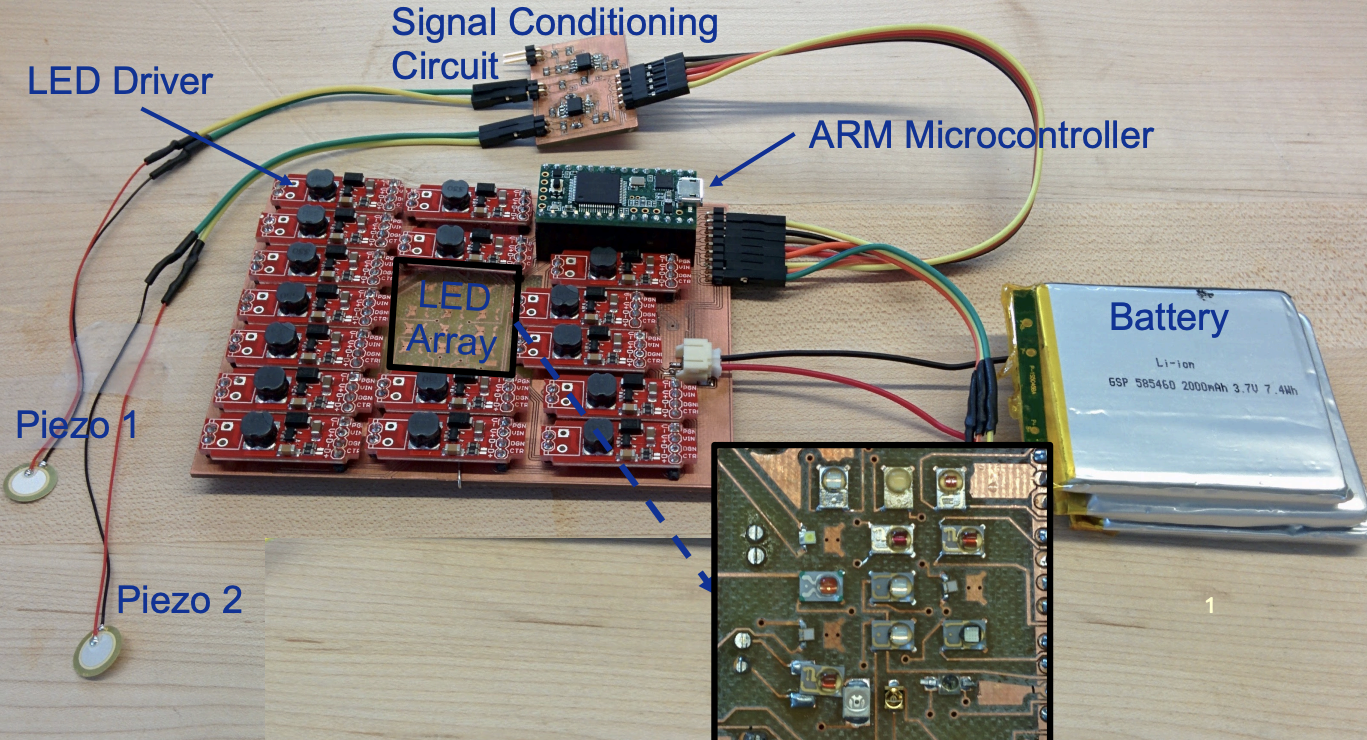 Signal Conditioning
Circuit
LED Driver
ARM Microcontroller
LED
Array
Battery
Li-ion
GSP 585460 2000mAh 3.7V 7.4Wh
Piezo 1
Piezo 2
1